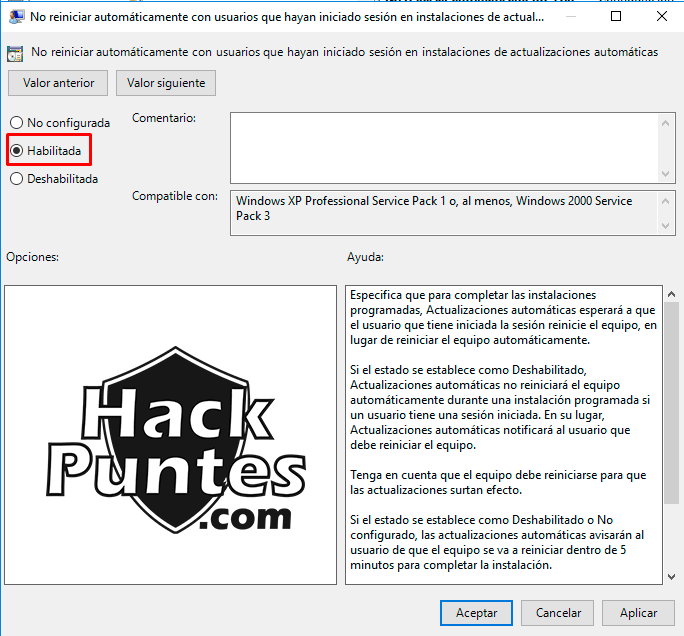 No reiniciar automáticamente con usuarios que hayan iniciado sesión en instalaciones de actual...
No reiniciar automáticamente con usuarios que hayan iniciado sesión en instalaciones de actualizaciones automáticas
Valor anterior
Valor siguiente
No configurada
Comentario:
Habilitada
Deshabilitada
Compatible con:
Windows XP Professional Service Pack 1 o, al menos, Windows 2000 Service
Pack 3
Opciones:
Ayuda:
Hack
Puntes
.com
Especifica que para completar las instalaciones
programadas, Actualizaciones automáticas esperará a que
el usuario que tiene iniciada la sesión reinicie el equipo, en
lugar de reiniciar el equipo automáticamente.
Si el estado se establece como Deshabilitado,
Actualizaciones automáticas no reiniciará el equipo
automáticamente durante una instalación programada si
un usuario tiene una sesión iniciada. En su lugar,
Actualizaciones automáticas notificará al usuario que
debe reiniciar el equipo.
Tenga en cuenta que el equipo debe reiniciarse para que
las actualizaciones surtan efecto.
Si el estado se establece como Deshabilitado o No
configurado, las actualizaciones automáticas avisarán al
usuario de que el equipo se va a reiniciar dentro de 5
minutos para completar la instalación.
Aceptar
Cancelar
Aplicar